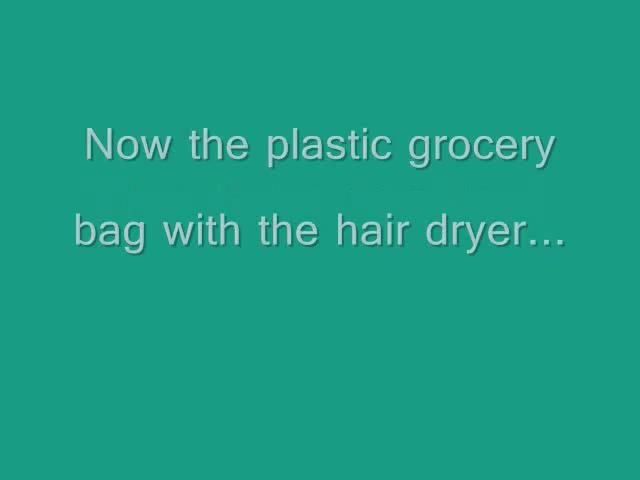 Now the plastic grocery
bag with the hair dryer...